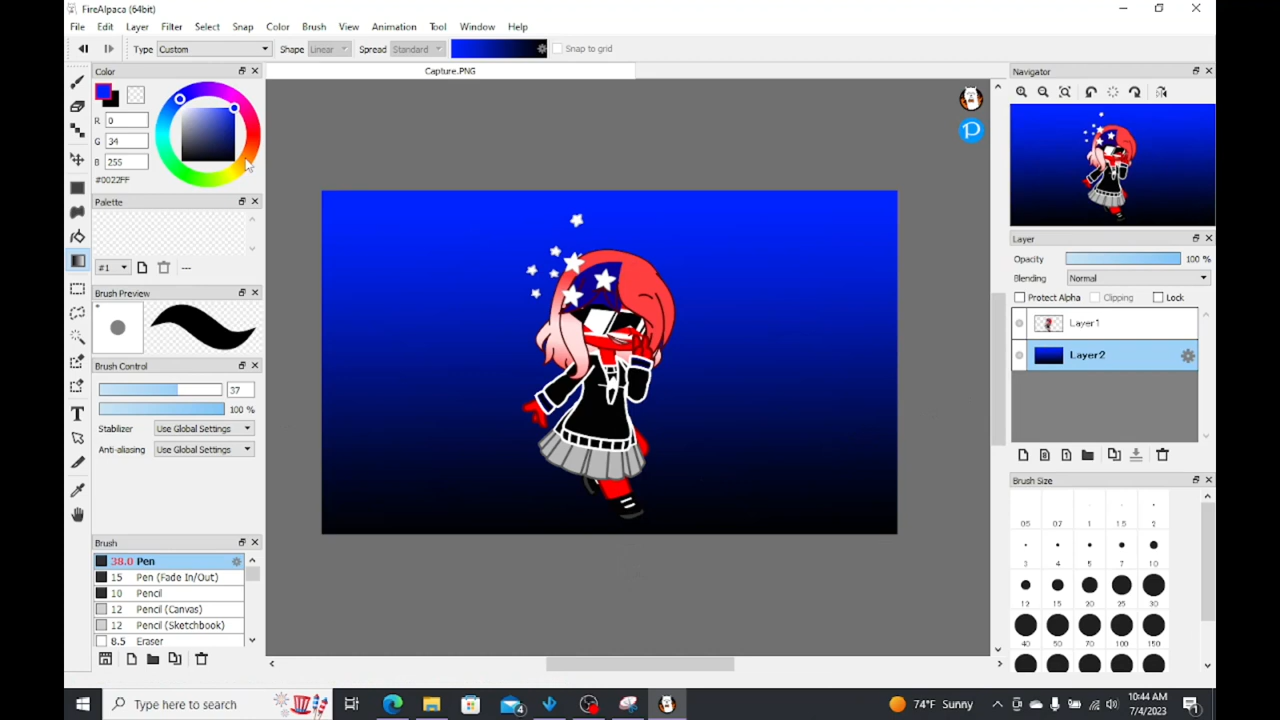 FireAlpaca (64bit)
File Edit Layer Filter Select Snap Color Brush View Animation Tool Window Help
Type Custom Shape Linear Spread Standard Snap to grid
Color
Capture.PNG
Navigator
R 0
G 34
B 255
#0022FF
Palette
#1 ---
Brush Preview
Brush Control
37
100 %
Stabilizer Use Global Settings
Anti-aliasing Use Global Settings
Brush
38.0 Pen
15 Pen (Fade In/Out)
10 Pencil
12 Pencil (Canvas)
12 Pencil (Sketchbook)
8.5 Eraser
Layer
Opacity 100 %
Blending Normal
Protect Alpha Clipping Lock
Layer1
Layer2
Brush Size
05 07 1 1.5 2
3 4 5 7 10
12 15 20 25 30
40 50 70 100 150
Type here to search
4
74°F Sunny
10:44 AM
7/4/2023
1